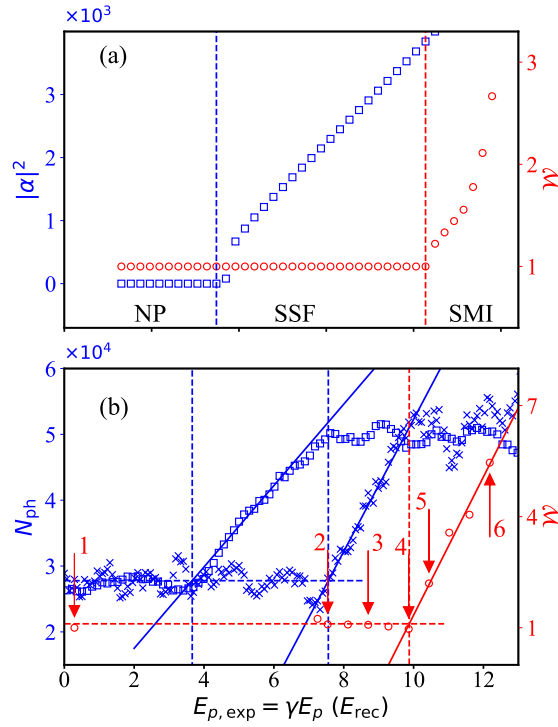 ×10³
(a)
3
2
1
0
|α|²
3
2
1
𝒲
NP SSF SMI
×10⁴
(b)
6
5
4
3
2
N_ph
7
4
1
𝒲
1
2
3
4
5
6
0 2 4 6 8 10 12
E_{p, exp} = γE_p (E_rec)